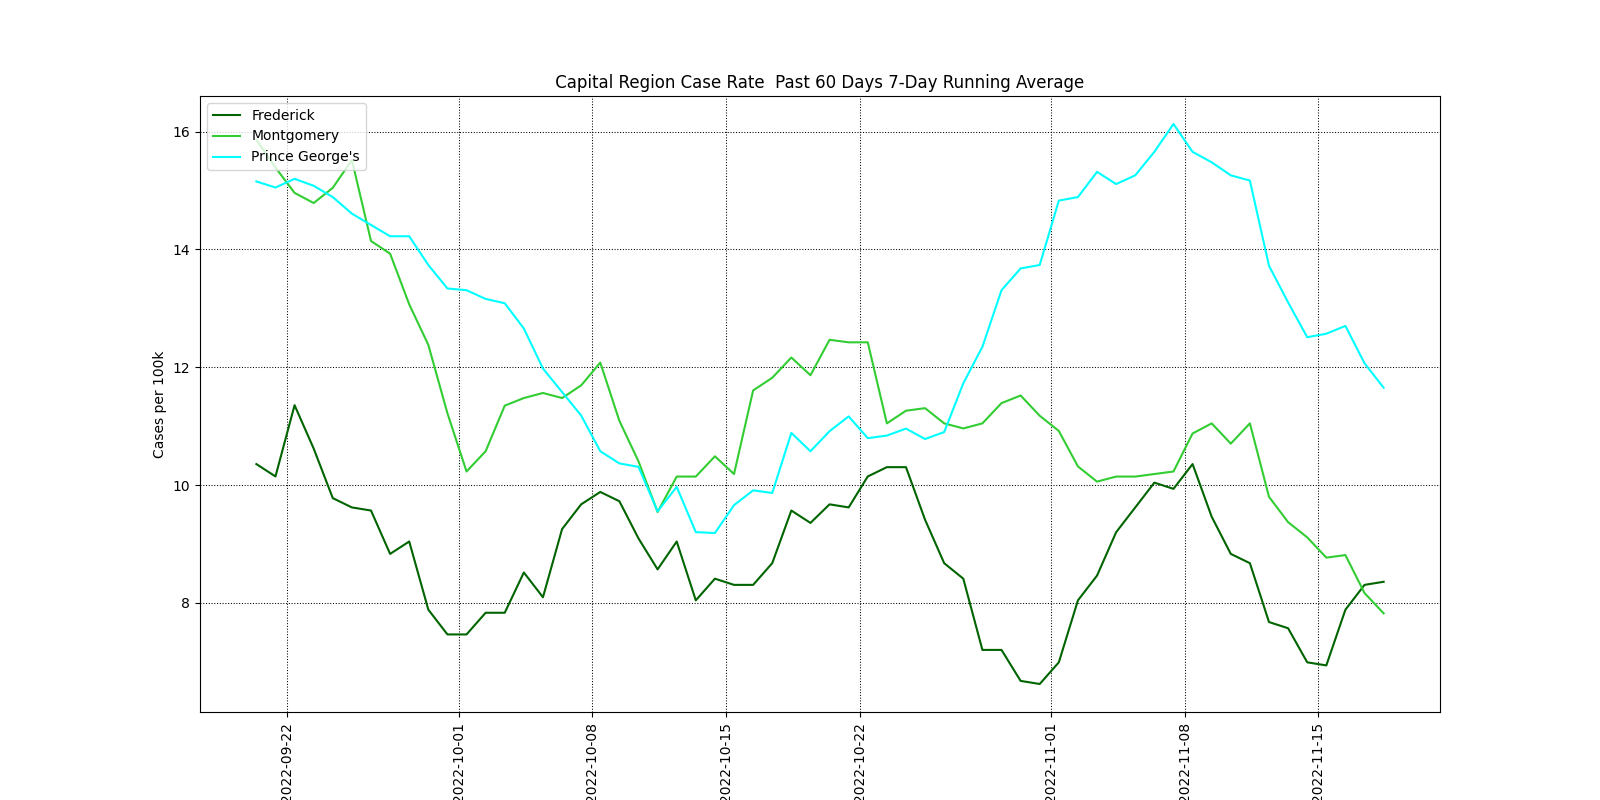 Capital Region Case Rate  Past 60 Days 7-Day Running Average
Frederick
Montgomery
Prince George's
Cases per 100k
16
14
12
10
8
2022-09-22
2022-10-01
2022-10-08
2022-10-15
2022-10-22
2022-11-01
2022-11-08
2022-11-15